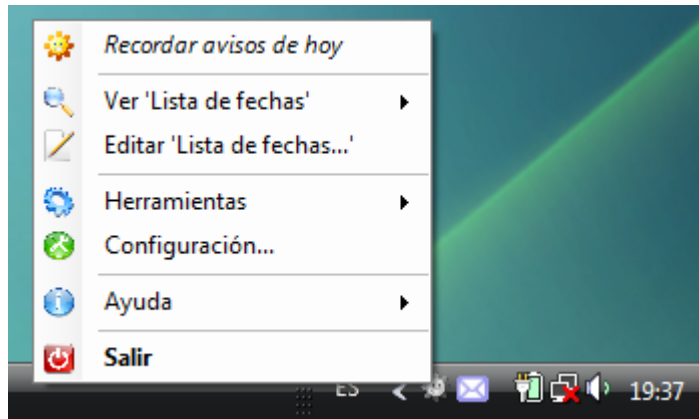 Recordar avisos de hoy
Ver 'Lista de fechas'
Editar 'Lista de fechas...'
Herramientas
Configuración...
Ayuda
Salir
ES 19:37